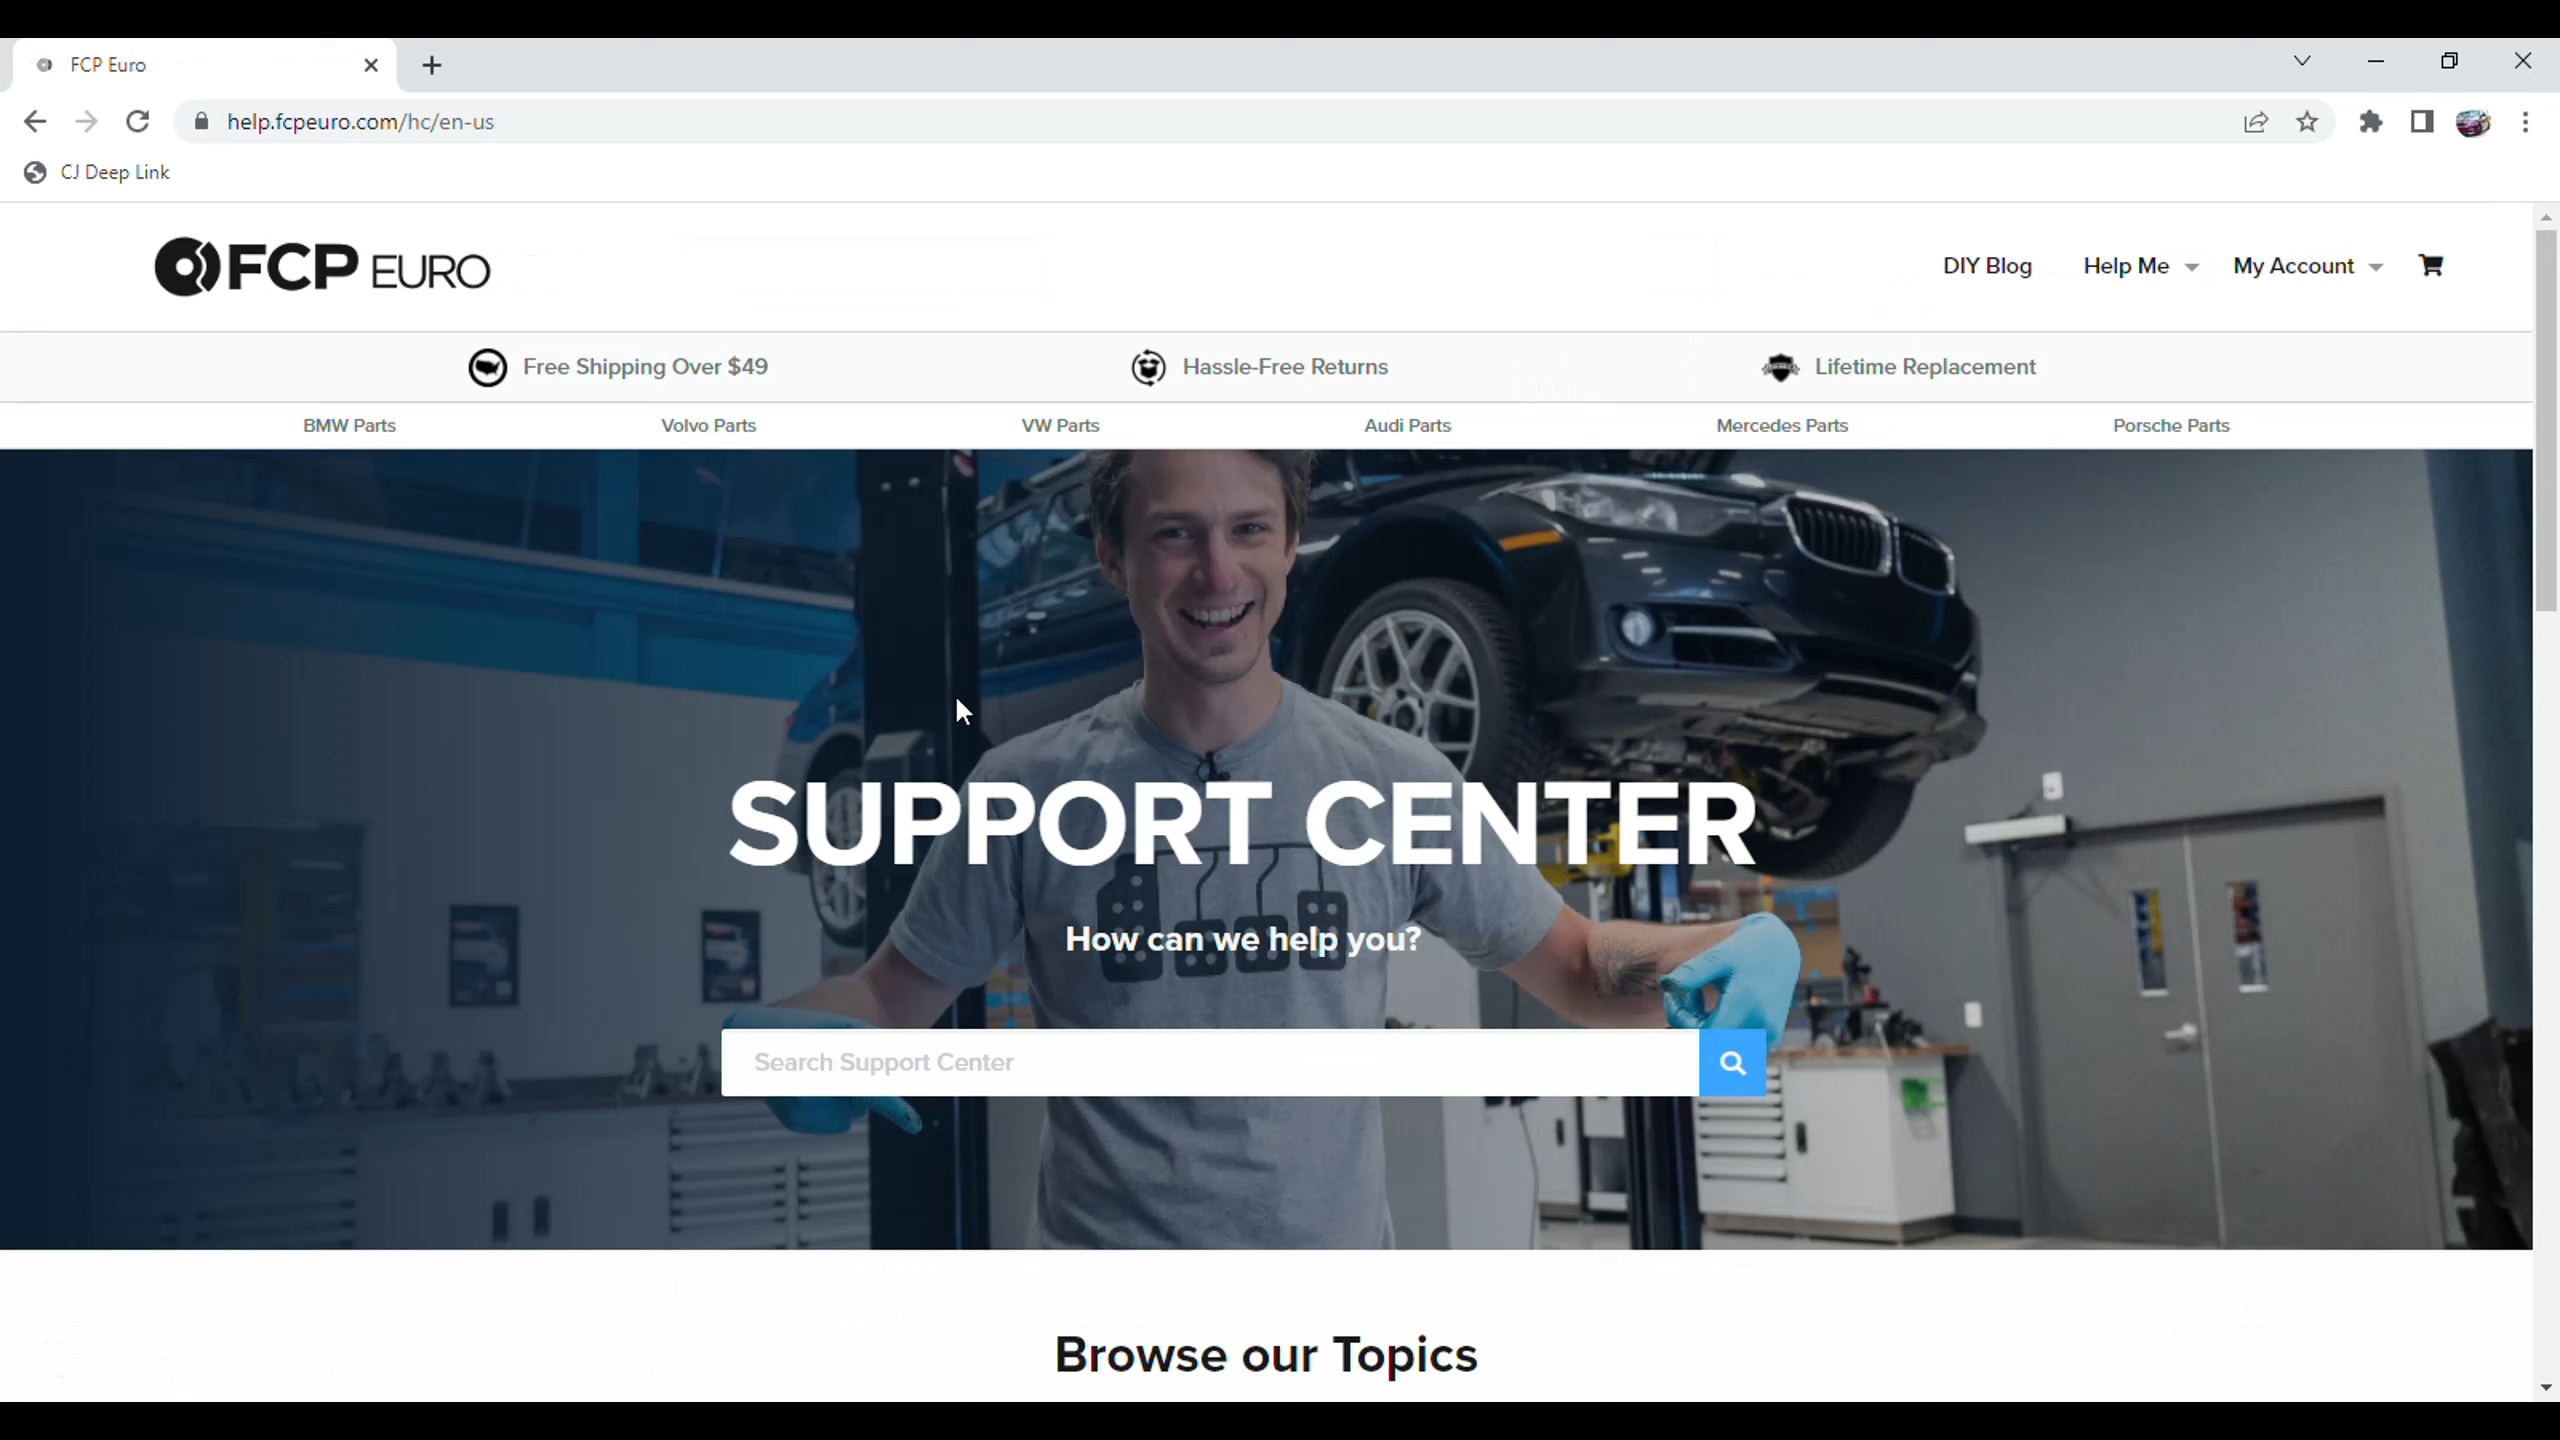 FCP Euro
help.fcpeuro.com/hc/en-us
CJ Deep Link
FCP EURO
DIY Blog Help Me My Account
Free Shipping Over $49 Hassle-Free Returns Lifetime Replacement
BMW Parts Volvo Parts VW Parts Audi Parts Mercedes Parts Porsche Parts
SUPPORT CENTER
How can we help you?
Search Support Center
Browse our Topics